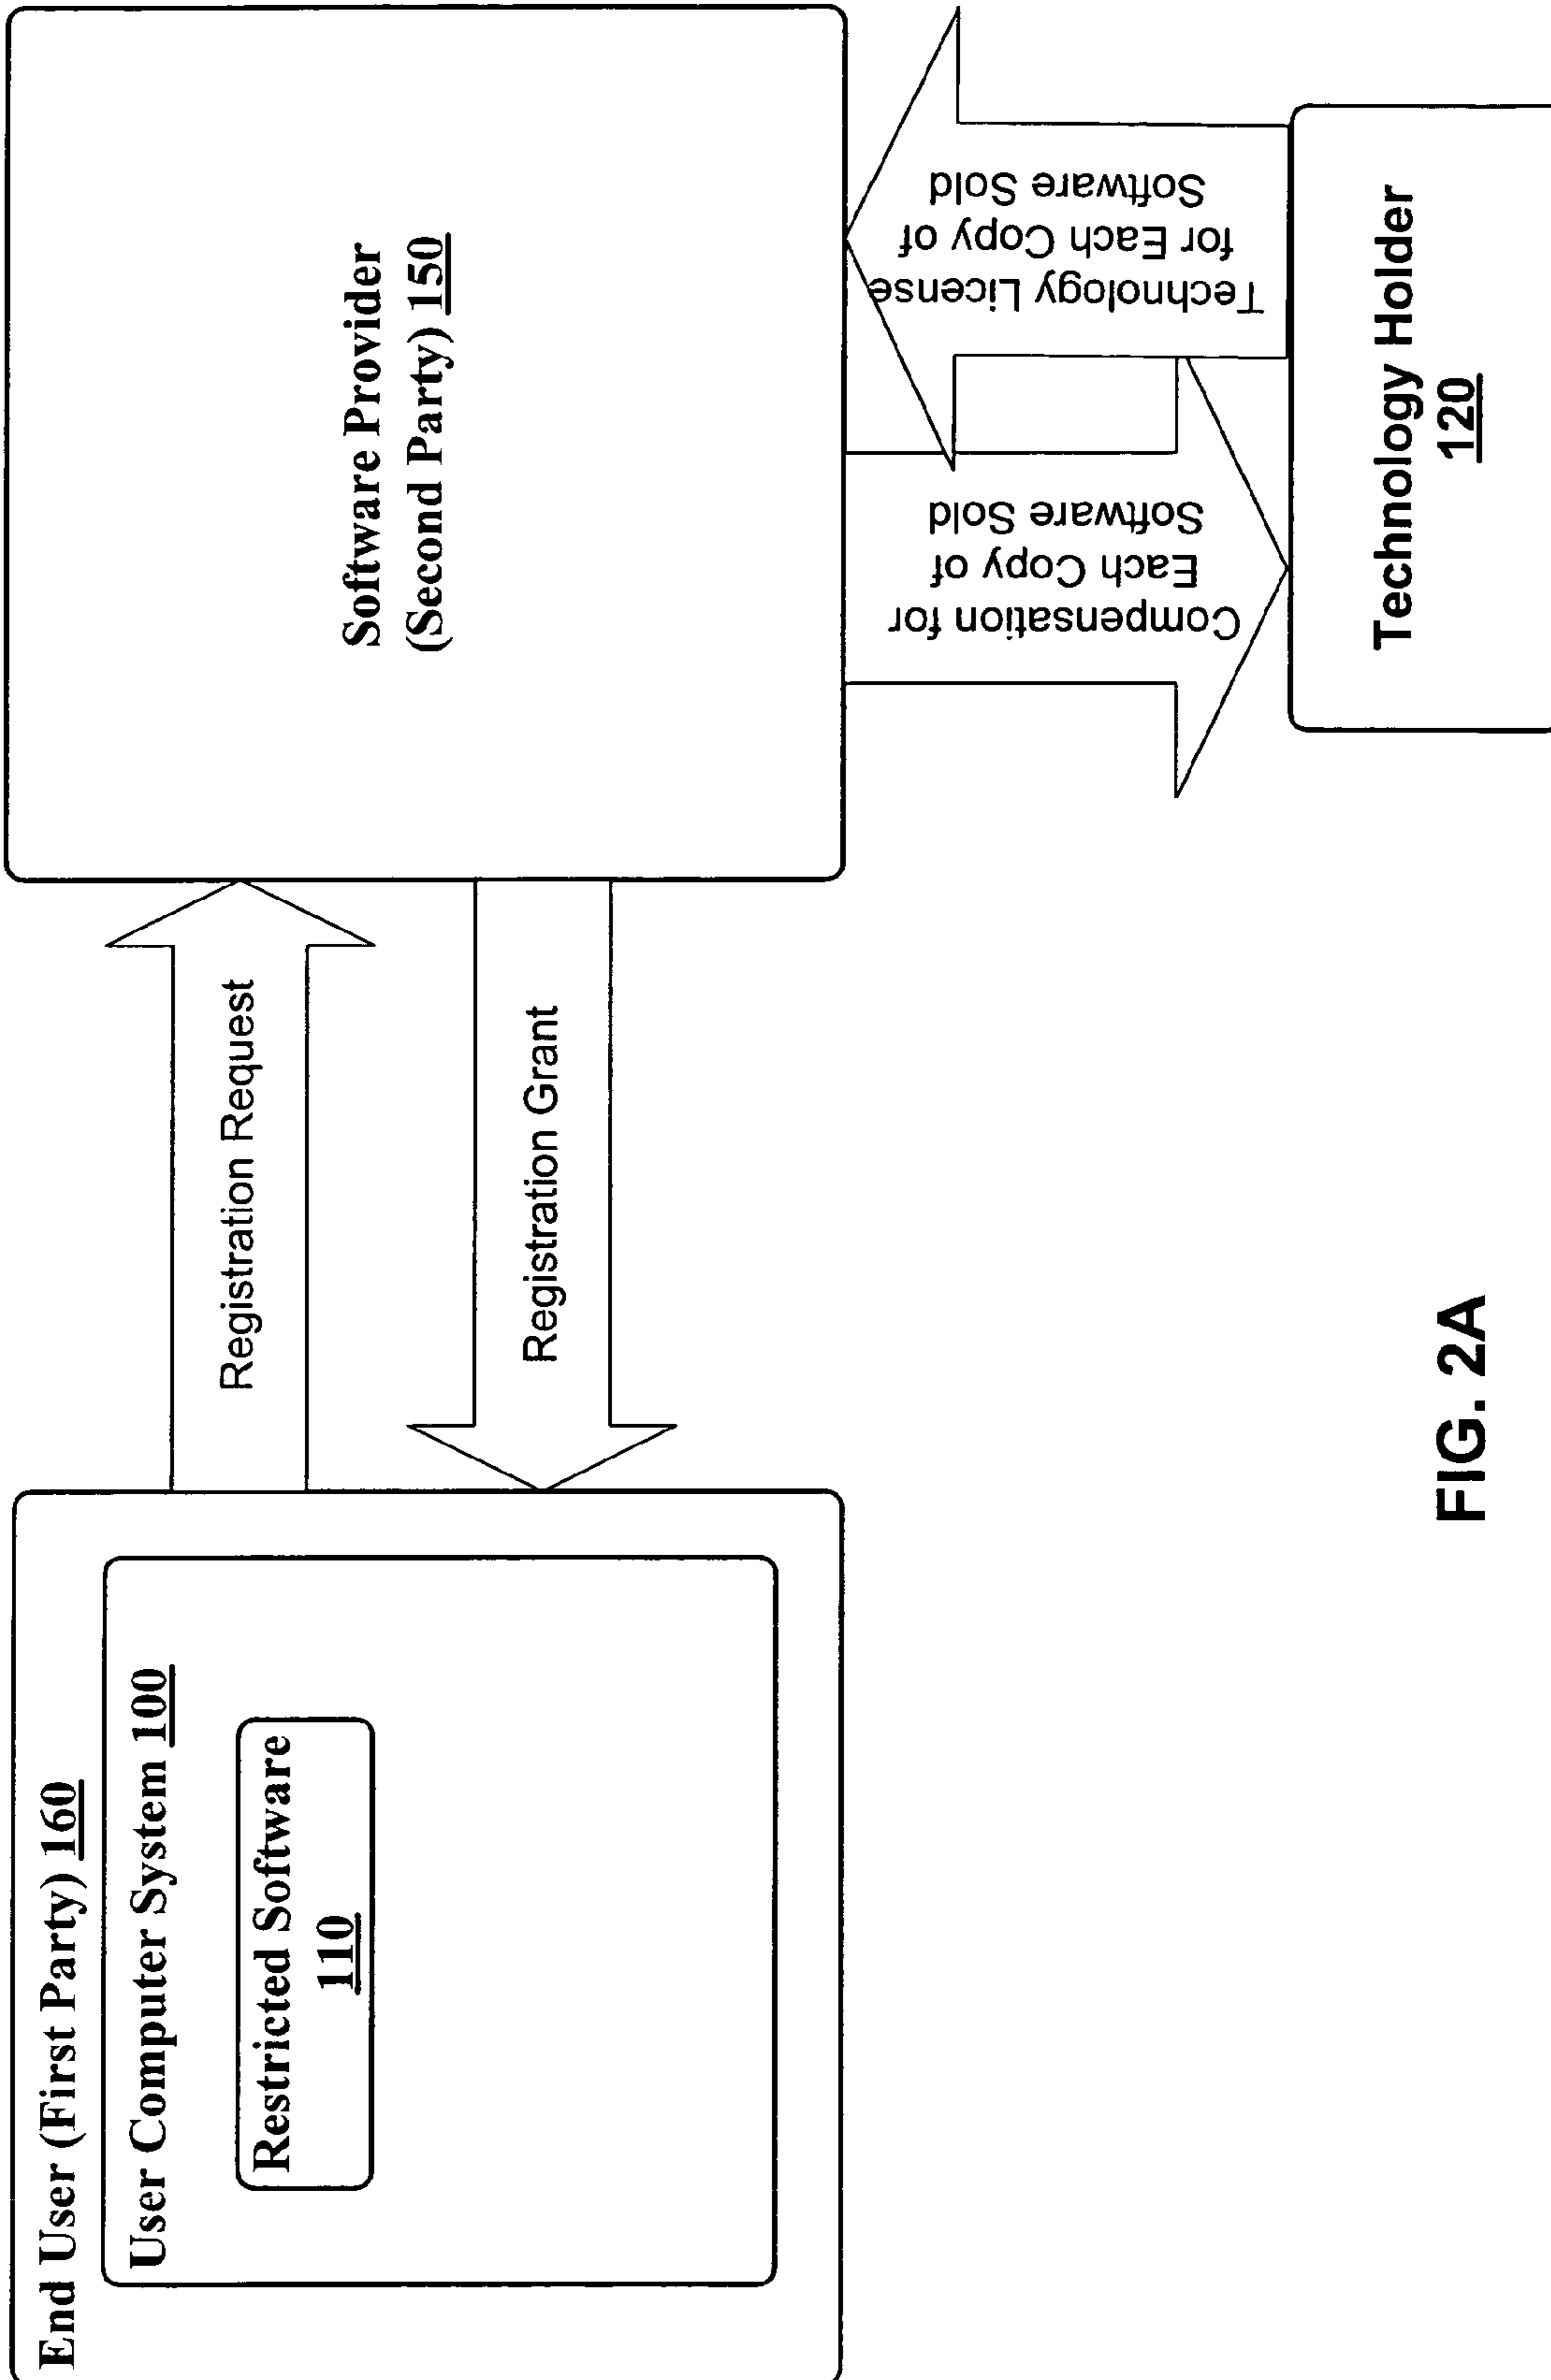 End User (First Party) 160
User Computer System 100
Restricted Software
110
Registration Request
Registration Grant
Software Provider
(Second Party) 150
Compensation for
Each Copy of
Software Sold
Technology License
for Each Copy of
Software Sold
Technology Holder
120
FIG. 2A